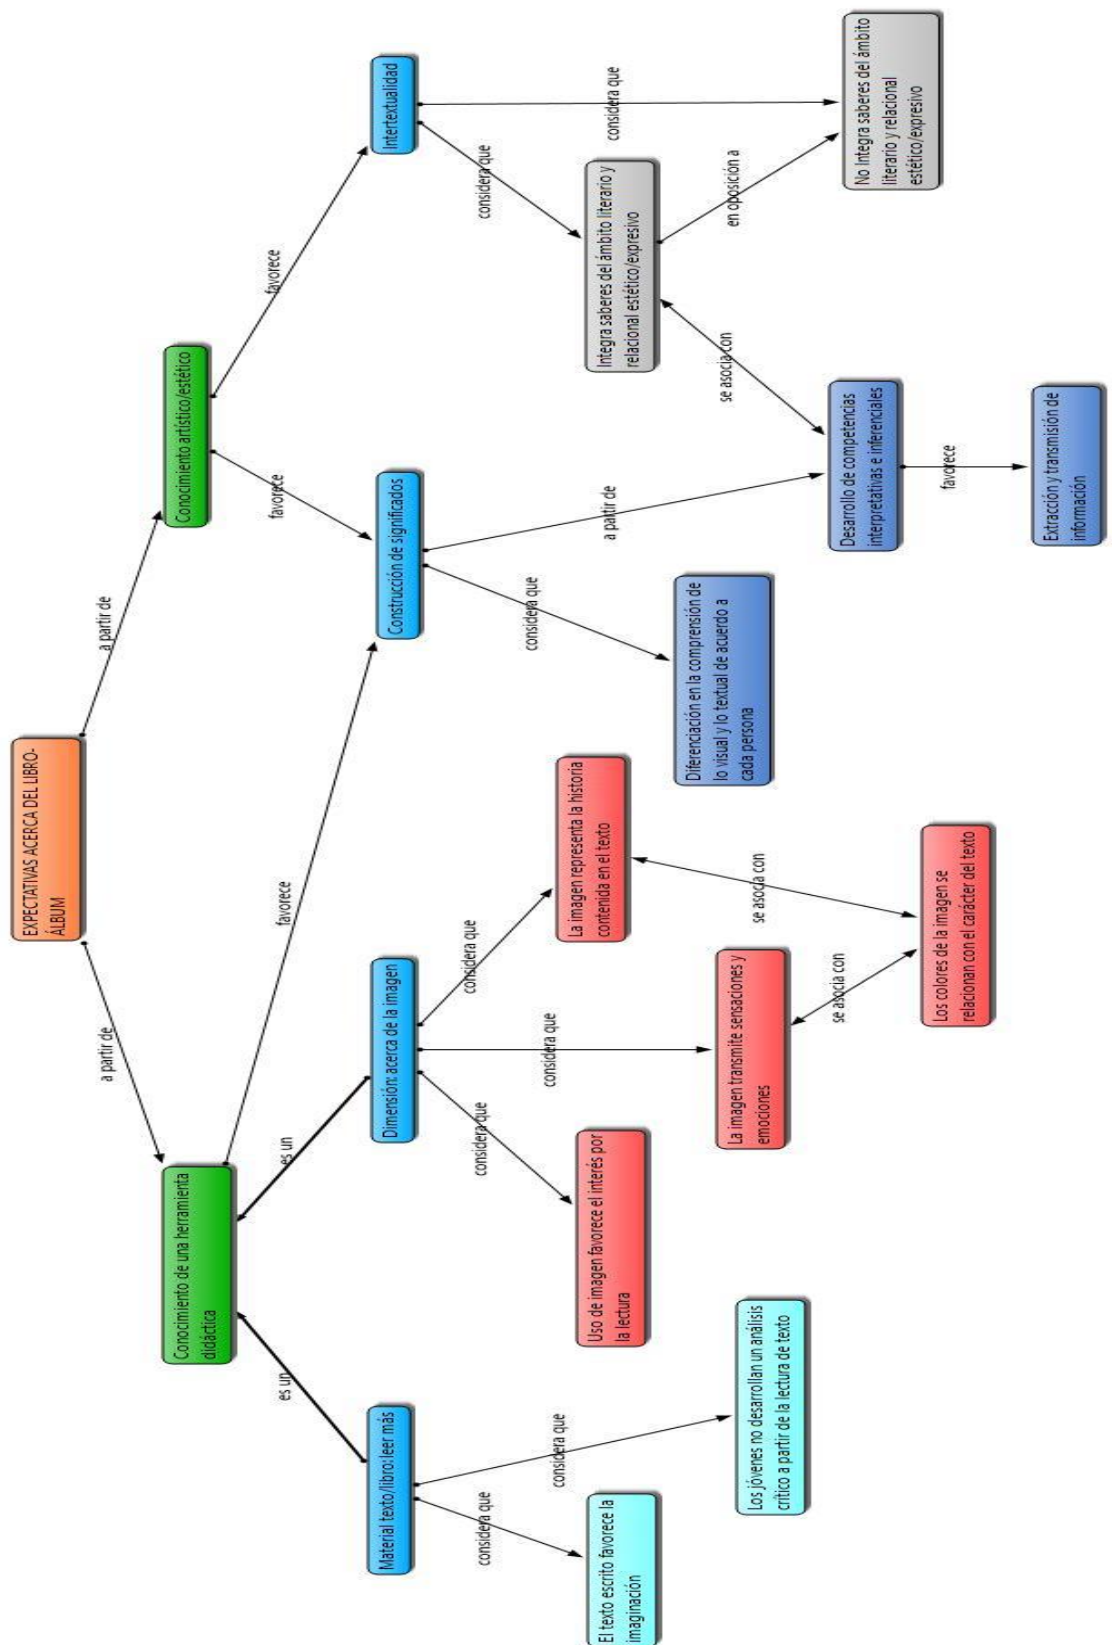 EXPECTATIVAS ACERCA DEL LIBRO-
ÁLBUM
a partir de
a partir de
Conocimiento de una herramienta
didáctica
Conocimiento artístico/estético
es un
es un
favorece
favorece
favorece
Material texto/libro:leer más
Dimensión: acerca de la imagen
Construcción de significados
Intertextualidad
considera que
considera que
considera que
considera que
considera que
considera que
a partir de
considera que
considera que
El texto escrito favorece la
imaginación
Los jóvenes no desarrollan un análisis
crítico a partir de la lectura de texto
Uso de imagen favorece el interés por
la lectura
La imagen transmite sensaciones y
emociones
La imagen representa la historia
contenida en el texto
se asocia con
se asocia con
Los colores de la imagen se
relacionan con el carácter del texto
Diferenciación en la comprensión de
lo visual y lo textual de acuerdo a
cada persona
Integra saberes del ámbito literario y
relacional estético/expresivo
se asocia con
en oposición a
Desarrollo de competencias
interpretativas e inferenciales
favorece
Extracción y transmisión de
información
No Integra saberes del ámbito
literario y relacional
estético/expresivo